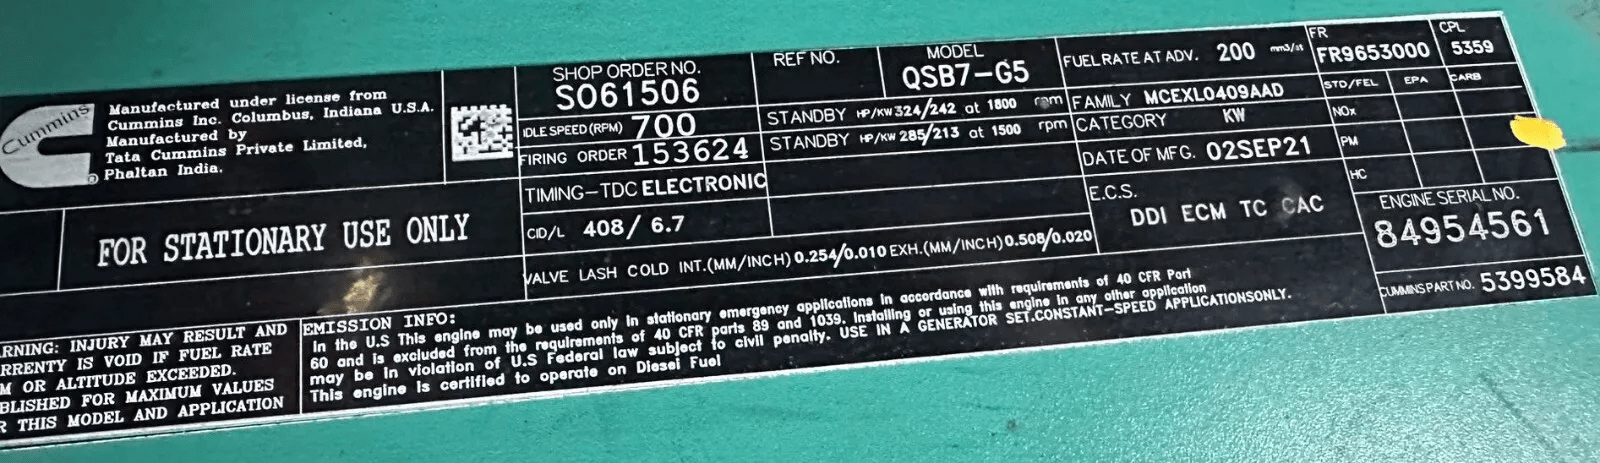 Cummins
Manufactured under license from
Cummins Inc. Columbus, Indiana U.S.A.
Manufactured by
Tata Cummins Private Limited,
Phaltan India.
FOR STATIONARY USE ONLY
SHOP ORDER NO.
SO61506
IDLE SPEED (RPM) 700
FIRING ORDER 153624
TIMING-TDC ELECTRONIC
CID/L 408/ 6.7
VALVE LASH COLD INT.(MM/INCH) 0.254/0.010 EXH.(MM/INCH) 0.508/0.020
REF NO.
MODEL
QSB7-G5
STANDBY HP/KW 324/242 at 1800 rpm
STANDBY HP/KW 285/213 at 1500 rpm
FUELRATE AT ADV. 200 mm3/st
FAMILY MCEXL0409AAD
CATEGORY KW
DATE OF MFG. 02SEP21
E.C.S.
DDI ECM TC CAC
FR
FR9653000
CPL
5359
STD/FEL EPA CARB
NOx
PM
HC
ENGINE SERIAL NO.
84954561
CUMMINS PART NO. 5399584
RNING: INJURY MAY RESULT AND
RRENTY IS VOID IF FUEL RATE
M OR ALTITUDE EXCEEDED.
BLISHED FOR MAXIMUM VALUES
R THIS MODEL AND APPLICATION
EMISSION INFO:
In the U.S This engine may be used only in stationary emergency applications in accordance with requirements of 40 CFR Part
60 and is excluded from the requirements of 40 CFR parts 89 and 1039. Installing or using this engine in any other application
may be in violation of U.S Federal law subject to civil penalty. USE IN A GENERATOR SET.CONSTANT-SPEED APPLICATIONSONLY.
This engine is certified to operate on Diesel Fuel